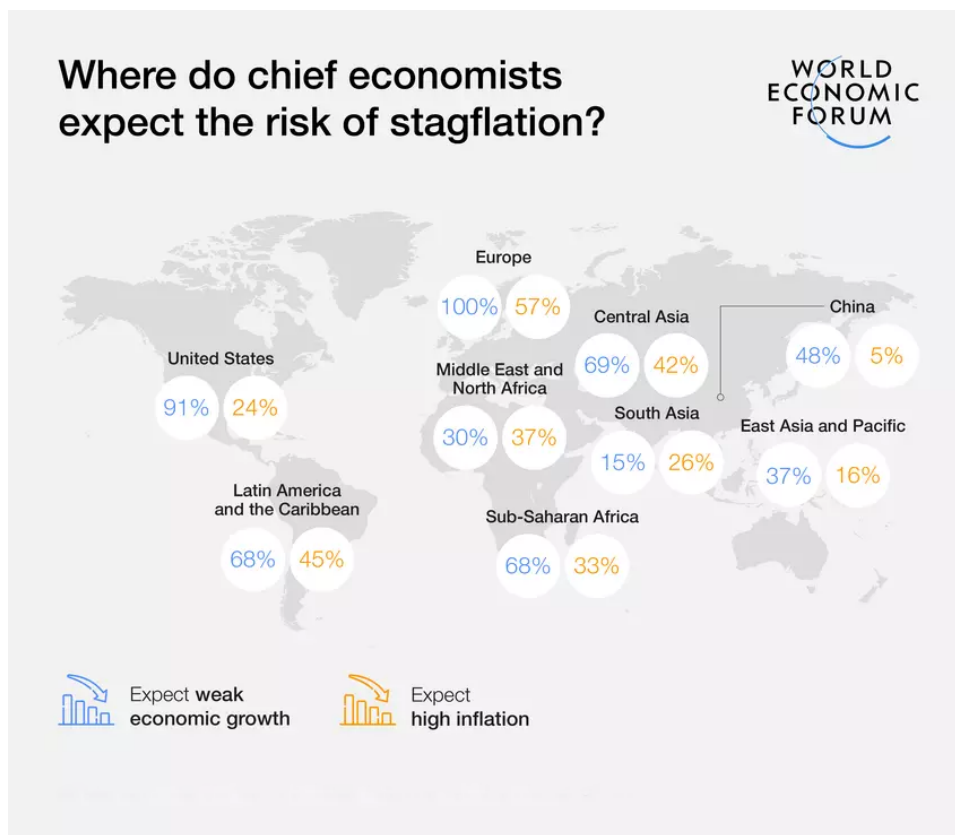 Where do chief economists
expect the risk of stagflation?
WORLD
ECONOMIC
FORUM
Europe
100% 57%
Central Asia
69% 42%
China
48% 5%
United States
91% 24%
Middle East and
North Africa
30% 37%
South Asia
15% 26%
East Asia and Pacific
37% 16%
Latin America
and the Caribbean
68% 45%
Sub-Saharan Africa
68% 33%
Expect weak
economic growth
Expect
high inflation